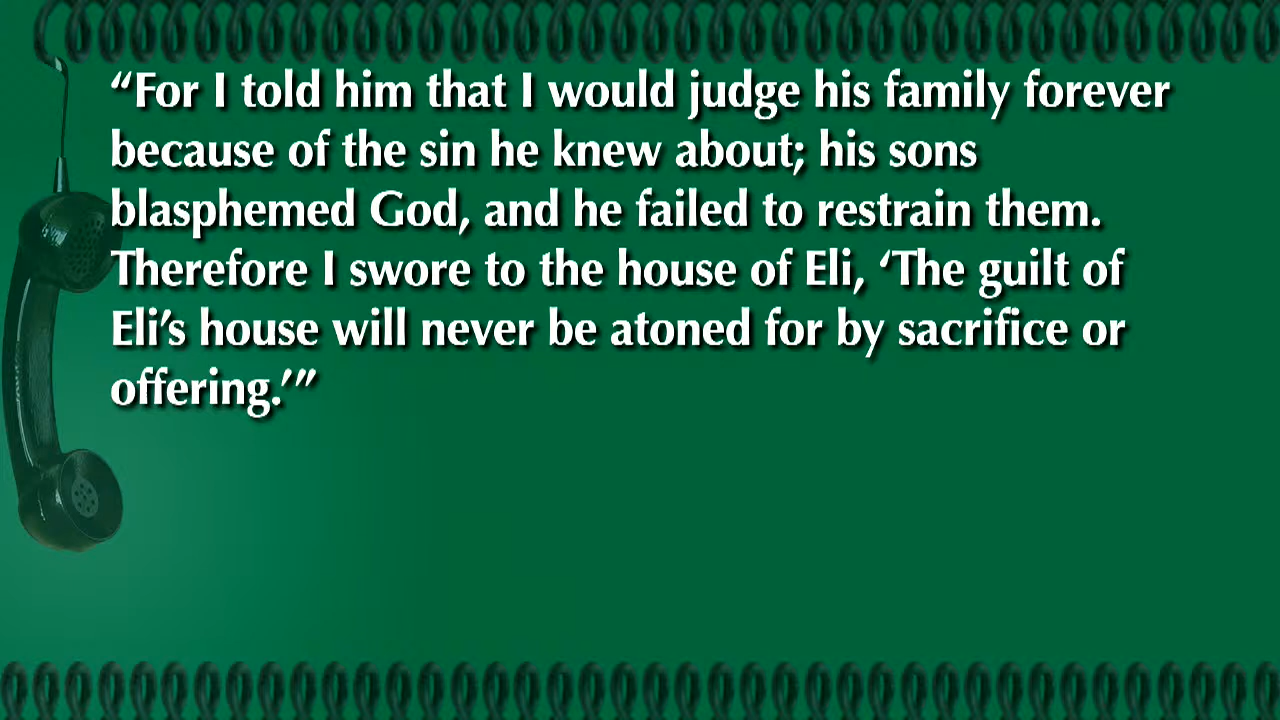 “For I told him that I would judge his family forever
because of the sin he knew about; his sons
blasphemed God, and he failed to restrain them.
Therefore I swore to the house of Eli, ‘The guilt of
Eli’s house will never be atoned for by sacrifice or
offering.’”